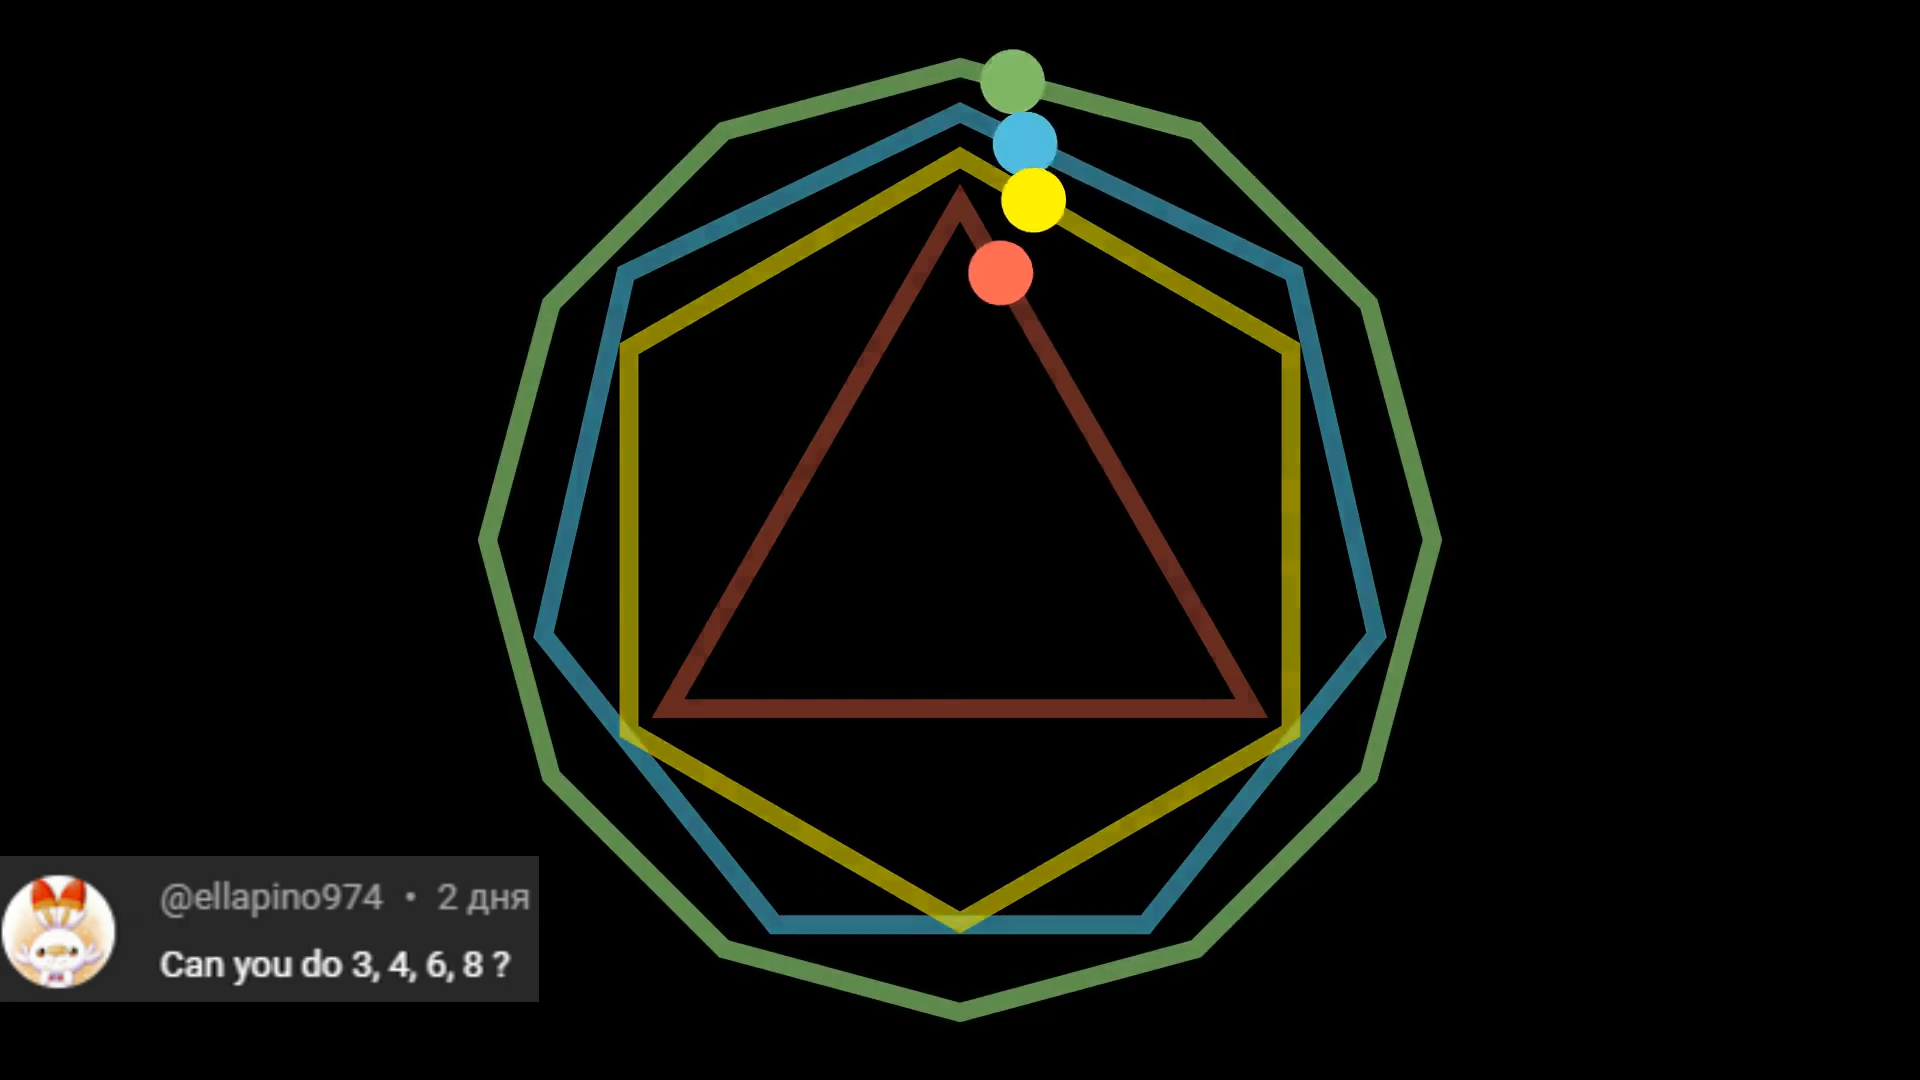 @ellapino974 • 2 дня
Can you do 3, 4, 6, 8 ?